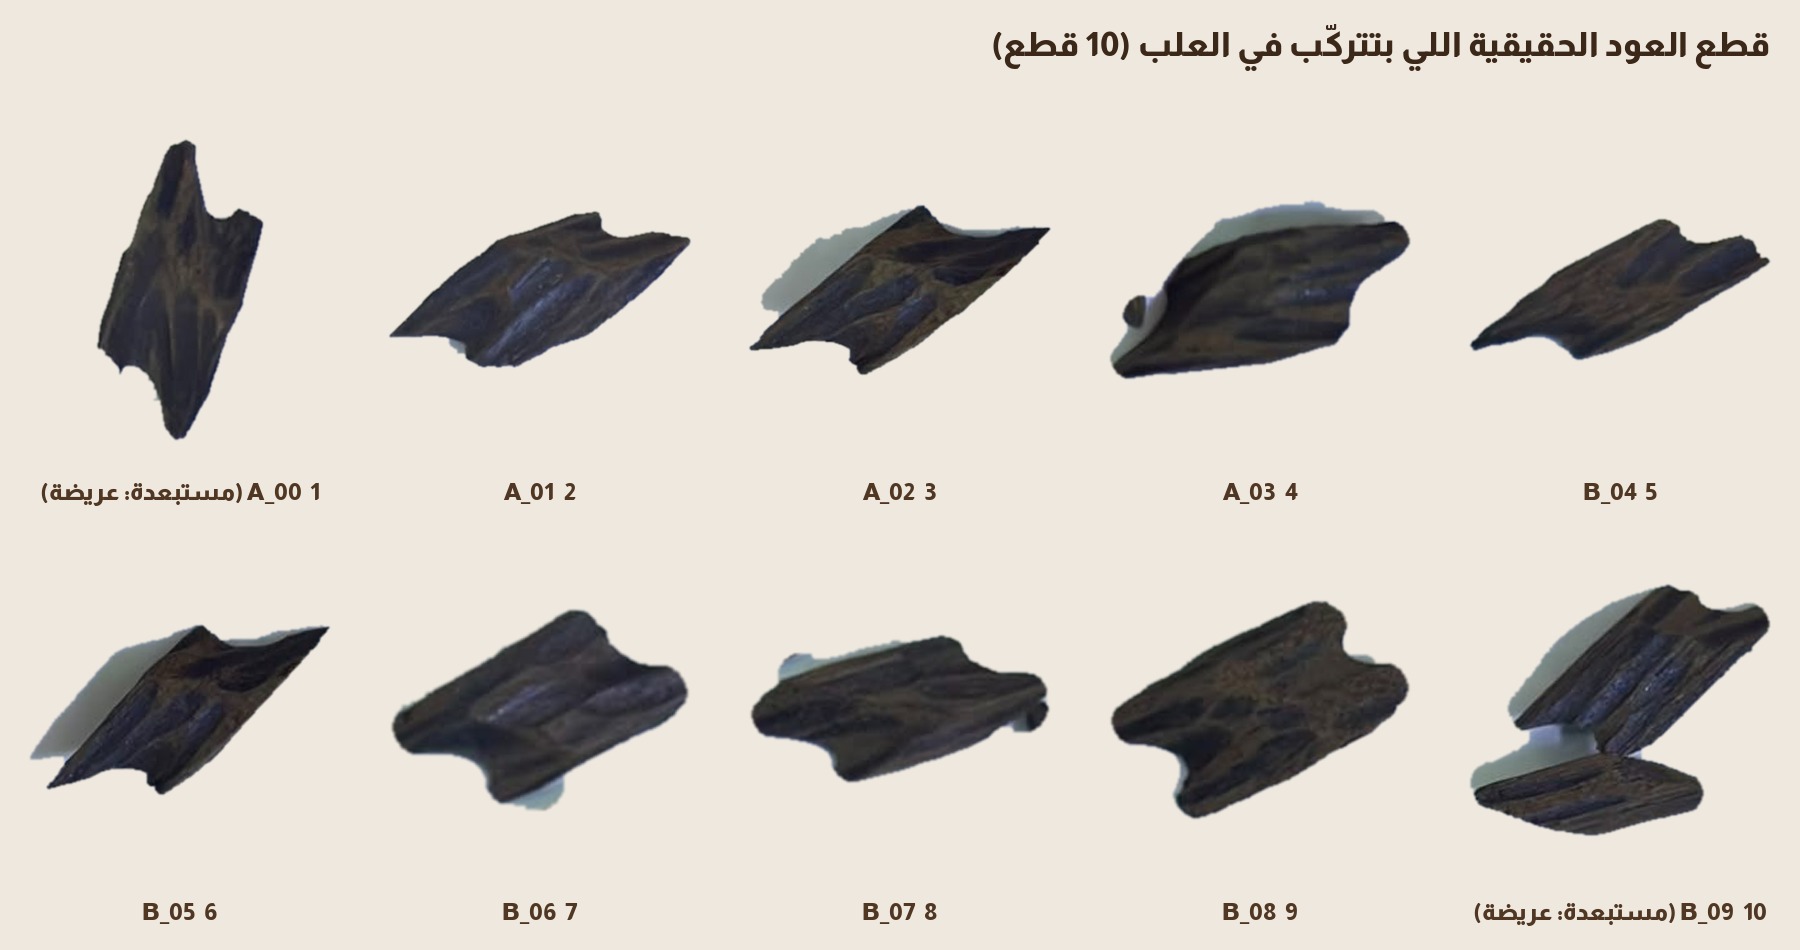 قطع العود الحقيقية اللي بتتركّب في العلب (10 قطع)
1 A_00 (مستبعدة: عريضة)
2 A_01
3 A_02
4 A_03
5 B_04
6 B_05
7 B_06
8 B_07
9 B_08
10 B_09 (مستبعدة: عريضة)